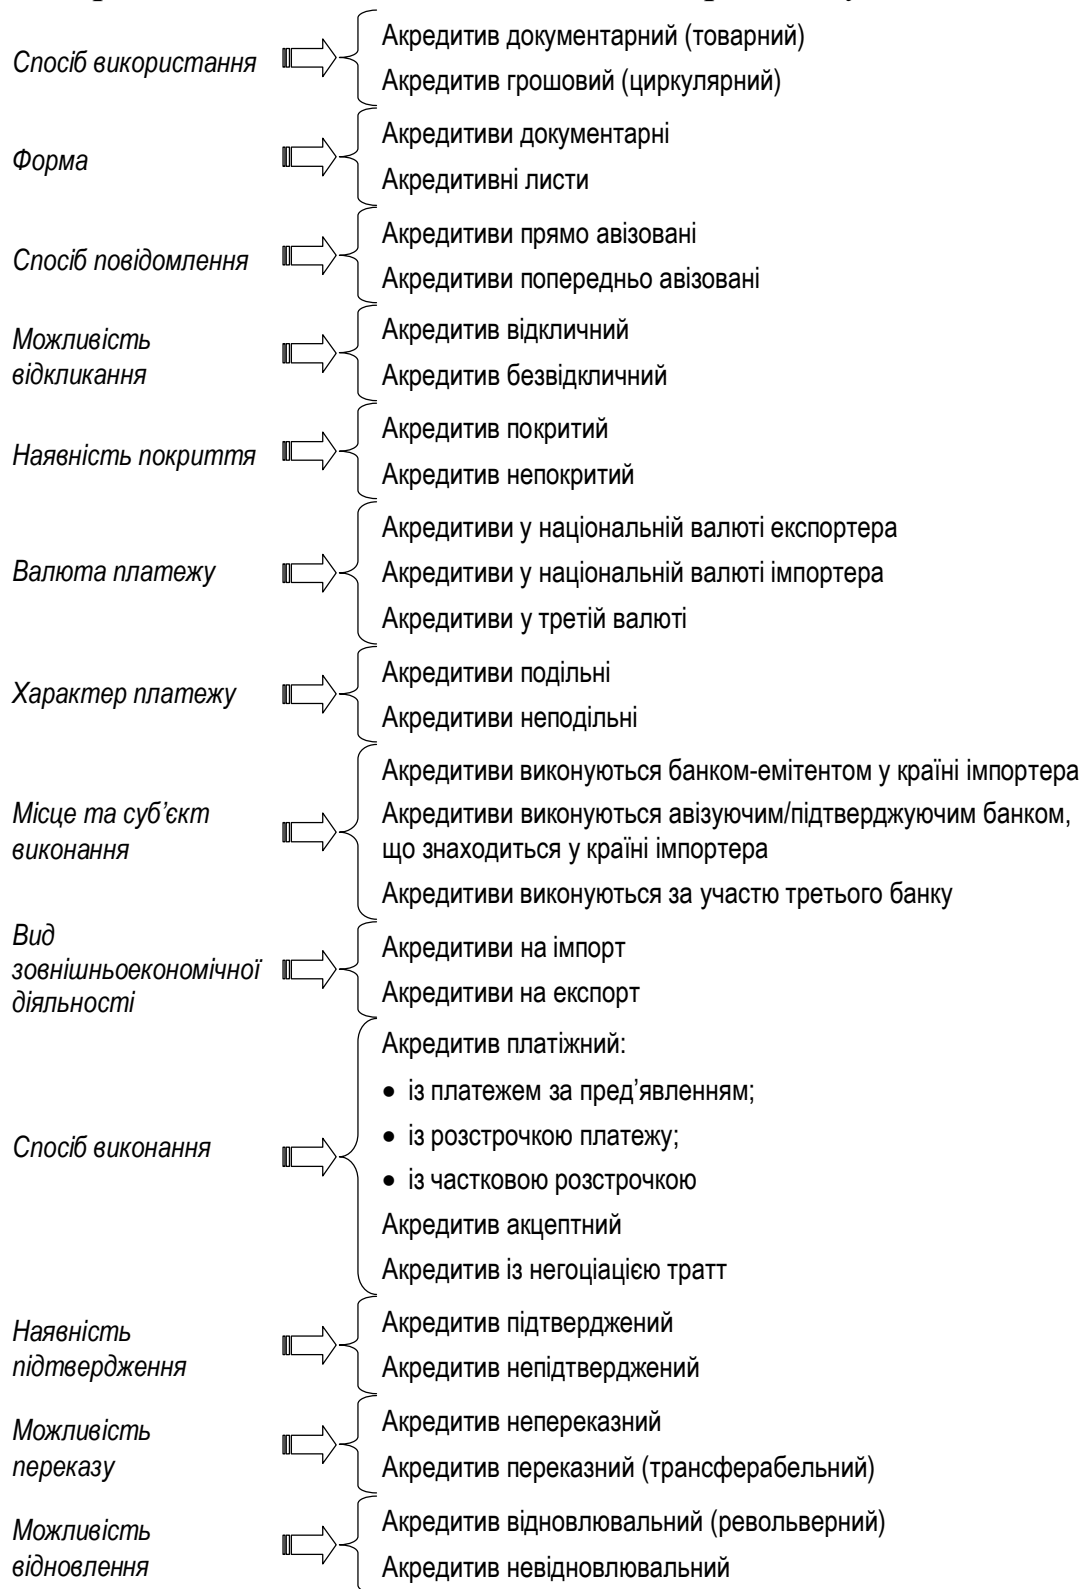 Спосіб використання
Акредитив документарний (товарний)
Акредитив грошовий (циркулярний)
Форма
Акредитиви документарні
Акредитивні листи
Спосіб повідомлення
Акредитиви прямо авізовані
Акредитиви попередньо авізовані
Можливість
відкликання
Акредитив відкличний
Акредитив безвідкличний
Наявність покриття
Акредитив покритий
Акредитив непокритий
Валюта платежу
Акредитиви у національній валюті експортера
Акредитиви у національній валюті імпортера
Акредитиви у третій валюті
Характер платежу
Акредитиви подільні
Акредитиви неподільні
Місце та суб’єкт
виконання
Акредитиви виконуються банком-емітентом у країні імпортера
Акредитиви виконуються авізуючим/підтверджуючим банком,
що знаходиться у країні імпортера
Акредитиви виконуються за участю третього банку
Вид
зовнішньоекономічної
діяльності
Акредитиви на імпорт
Акредитиви на експорт
Спосіб виконання
Акредитив платіжний:
• із платежем за пред’явленням;
• із розстрочкою платежу;
• із частковою розстрочкою
Акредитив акцептний
Акредитив із негоціацією тратт
Наявність
підтвердження
Акредитив підтверджений
Акредитив непідтверджений
Можливість
переказу
Акредитив непереказний
Акредитив переказний (трансферабельний)
Можливість
відновлення
Акредитив відновлювальний (револьверний)
Акредитив невідновлювальний